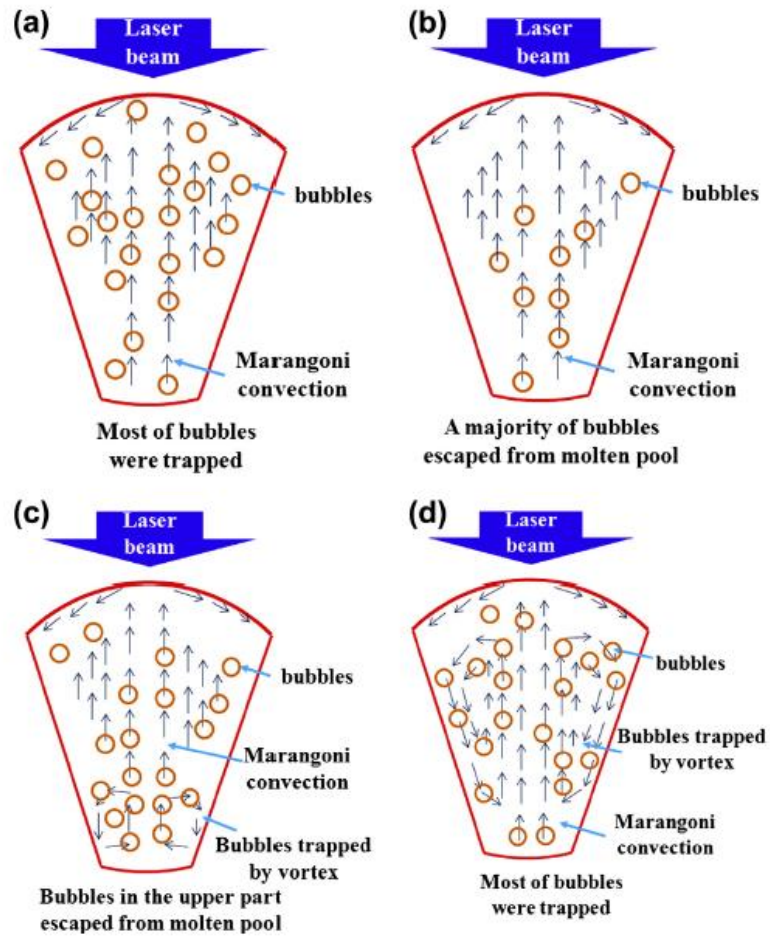 (a)
Laser
beam
bubbles
Marangoni
convection
Most of bubbles
were trapped
(b)
Laser
beam
bubbles
Marangoni
convection
A majority of bubbles
escaped from molten pool
(c)
Laser
beam
bubbles
Marangoni
convection
Bubbles trapped
by vortex
Bubbles in the upper part
escaped from molten pool
(d)
Laser
beam
bubbles
Bubbles trapped
by vortex
Marangoni
convection
Most of bubbles
were trapped